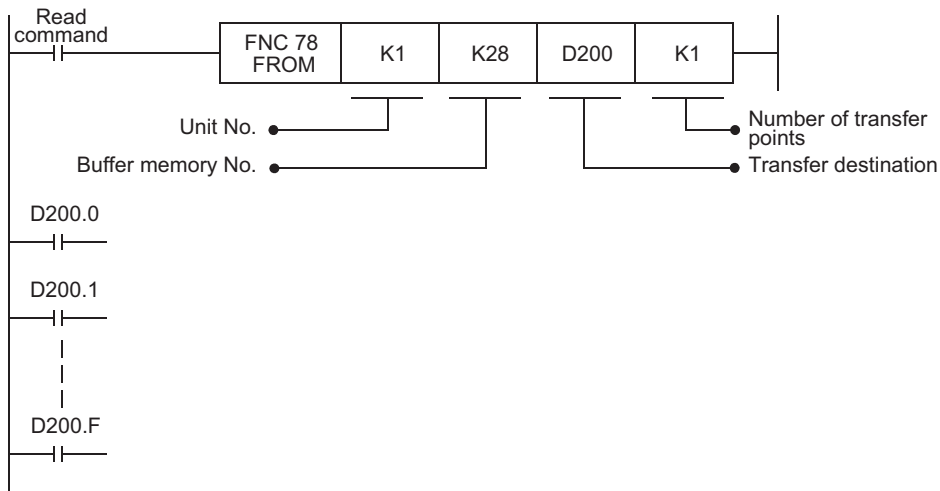 Read
command
FNC 78
FROM
K1
K28
D200
K1
Unit No.
Number of transfer
points
Buffer memory No.
Transfer destination
D200.0
D200.1
D200.F